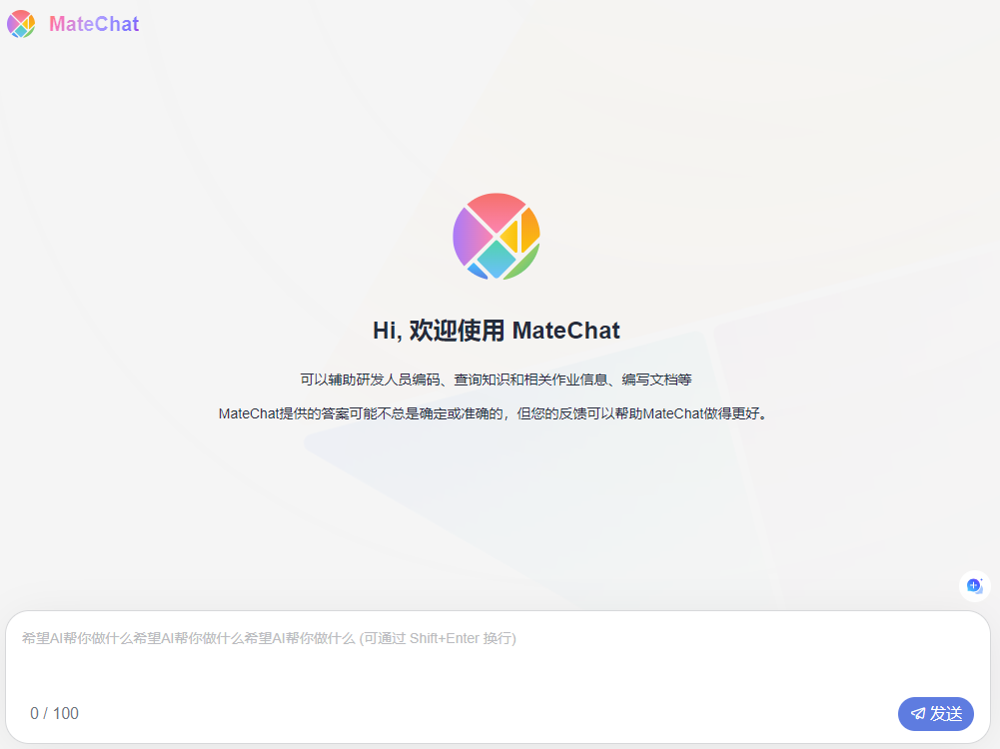 MateChat
Hi, 欢迎使用 MateChat
可以辅助研发人员编码、查询知识和相关作业信息、编写文档等
MateChat提供的答案可能不总是确定或准确的，但您的反馈可以帮助MateChat做得更好。
希望AI帮你做什么希望AI帮你做什么希望AI帮你做什么 (可通过 Shift+Enter 换行)
0 / 100
发送